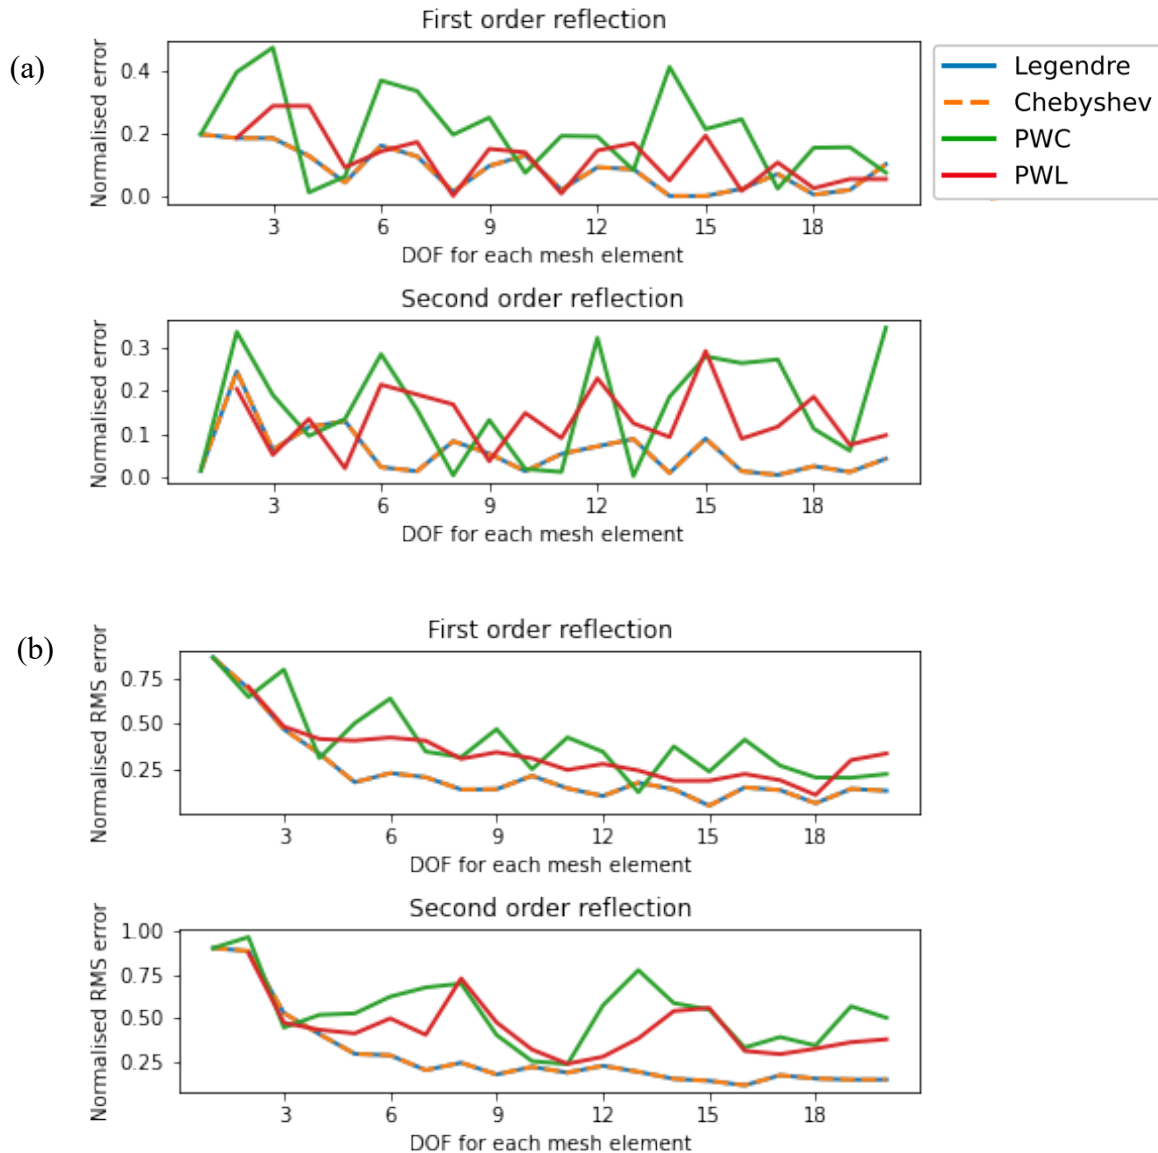 First order reflection
(a)
Normalised error
0.4
0.2
0.0
3 6 9 12 15 18
DOF for each mesh element
Legendre
Chebyshev
PWC
PWL
Second order reflection
Normalised error
0.3
0.2
0.1
0.0
3 6 9 12 15 18
DOF for each mesh element
(b)
First order reflection
Normalised RMS error
0.75
0.50
0.25
3 6 9 12 15 18
DOF for each mesh element
Second order reflection
Normalised RMS error
1.00
0.75
0.50
0.25
3 6 9 12 15 18
DOF for each mesh element